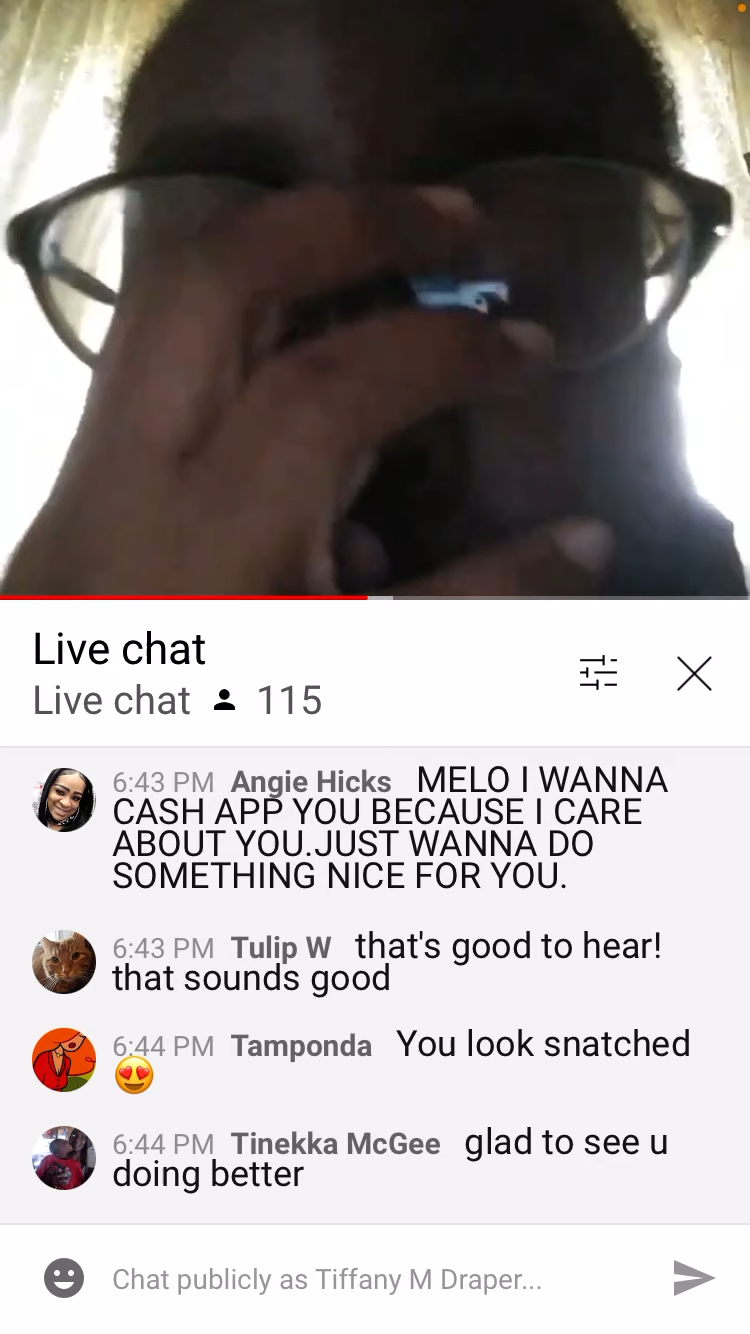 Live chat
Live chat 115
6:43 PM Angie Hicks MELO I WANNA
CASH APP YOU BECAUSE I CARE
ABOUT YOU.JUST WANNA DO
SOMETHING NICE FOR YOU.
6:43 PM Tulip W that's good to hear!
that sounds good
6:44 PM Tamponda You look snatched
😍
6:44 PM Tinekka McGee glad to see u
doing better
Chat publicly as Tiffany M Draper...